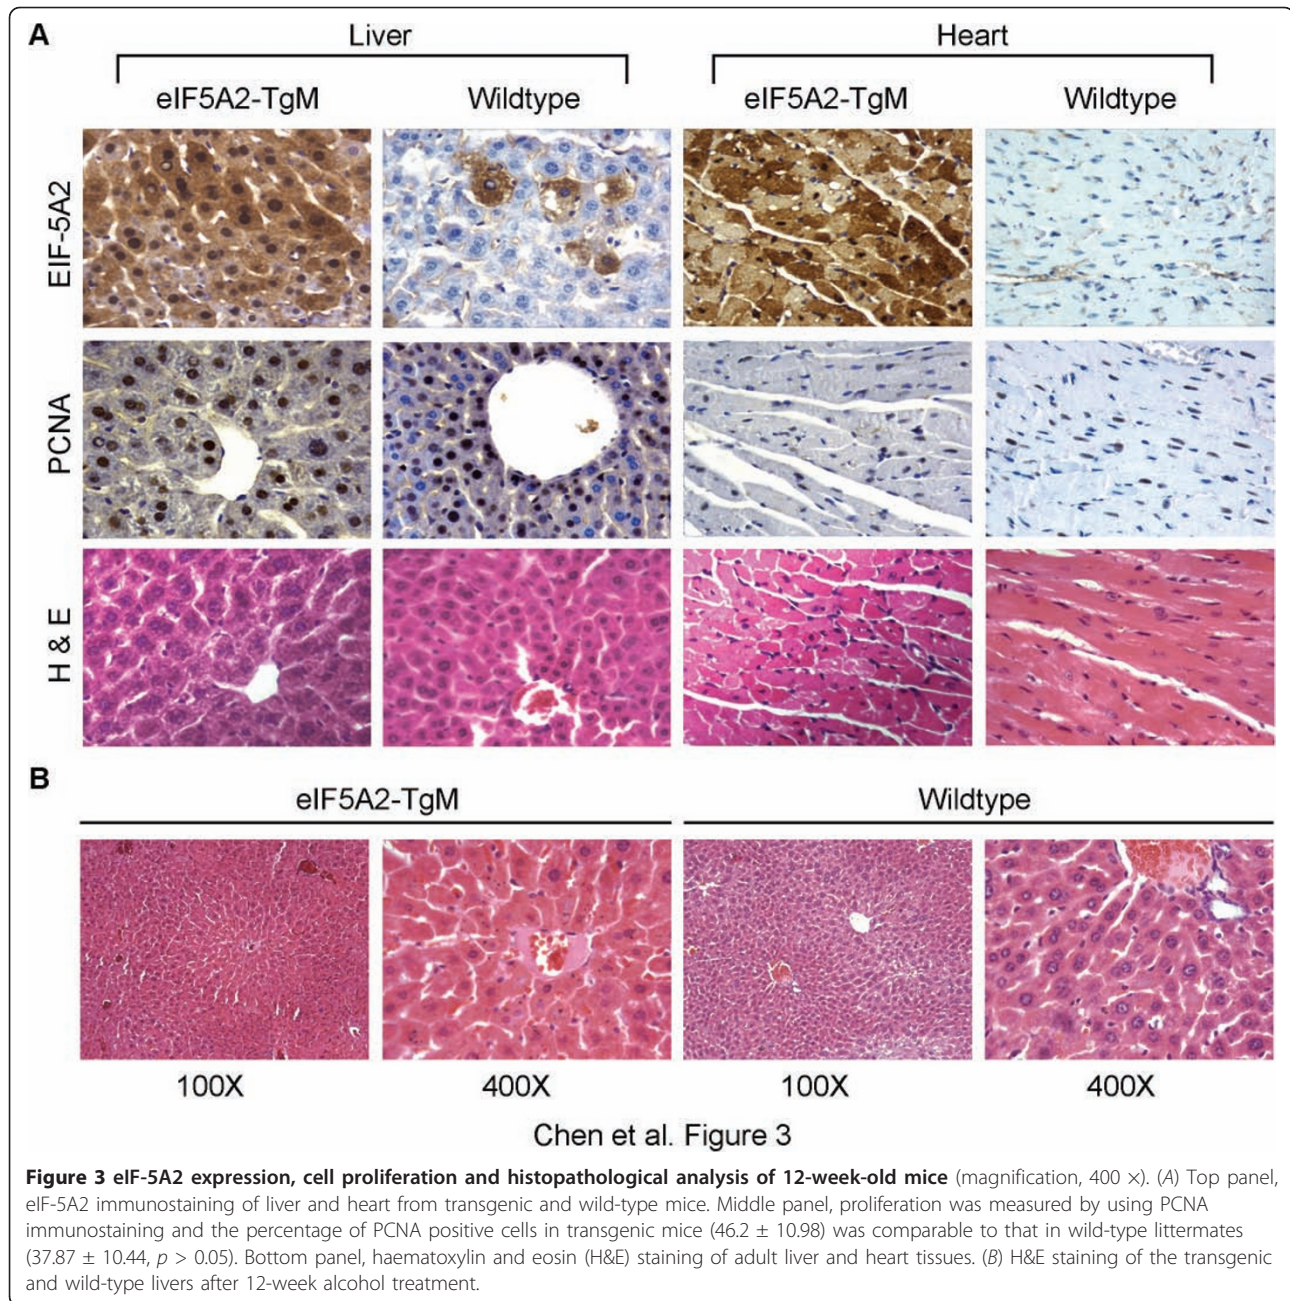 A
Liver
Heart
eIF5A2-TgM
Wildtype
eIF5A2-TgM
Wildtype
EIF-5A2
PCNA
H & E
B
eIF5A2-TgM
Wildtype
100X
400X
100X
400X
Chen et al. Figure 3
Figure 3 eIF-5A2 expression, cell proliferation and histopathological analysis of 12-week-old mice (magnification, 400 ×). (A) Top panel,
eIF-5A2 immunostaining of liver and heart from transgenic and wild-type mice. Middle panel, proliferation was measured by using PCNA
immunostaining and the percentage of PCNA positive cells in transgenic mice (46.2 ± 10.98) was comparable to that in wild-type littermates
(37.87 ± 10.44, p > 0.05). Bottom panel, haematoxylin and eosin (H&E) staining of adult liver and heart tissues. (B) H&E staining of the transgenic
and wild-type livers after 12-week alcohol treatment.